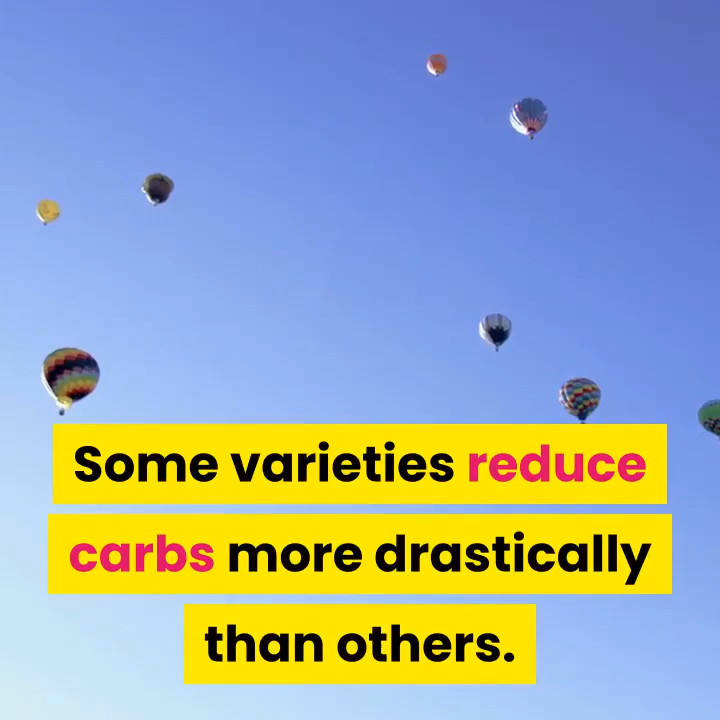 Some varieties reduce
carbs more drastically
than others.